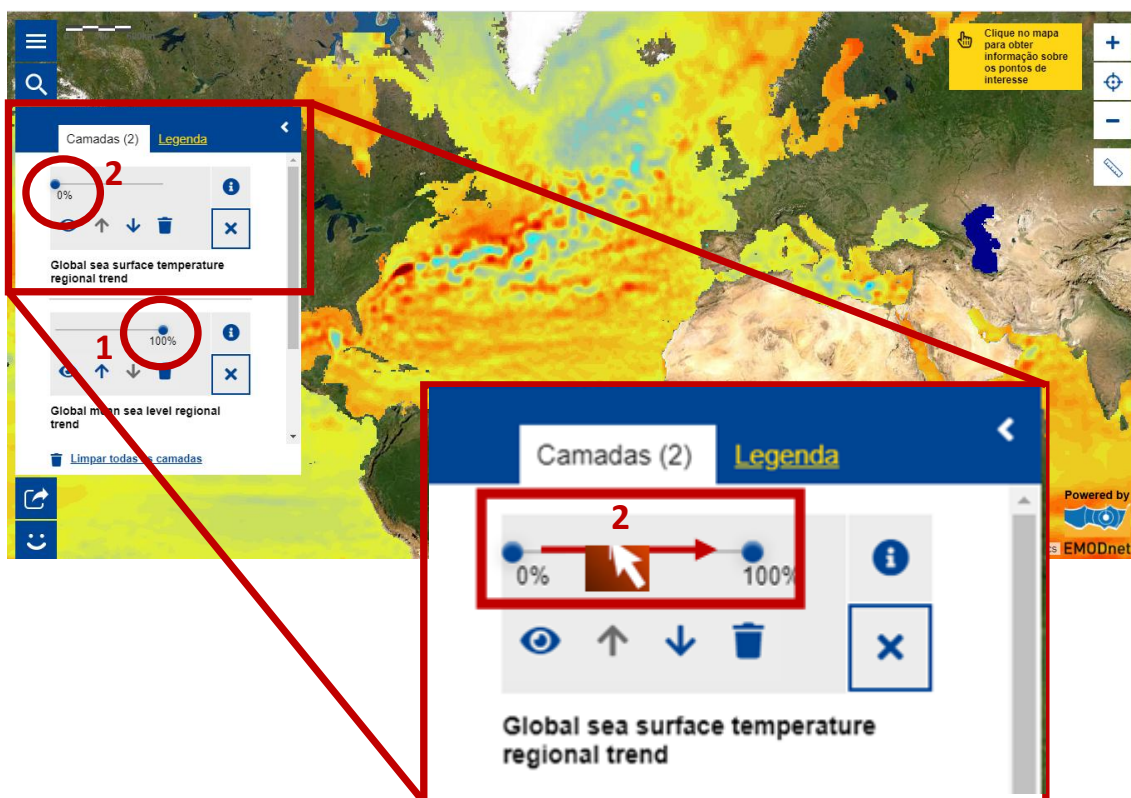 Clique no mapa
para obter
informação sobre
os pontos de
interesse
Camadas (2) Legenda
2
0%
Global sea surface temperature
regional trend
1
100%
Global mean sea level regional
trend
Limpar todas as camadas
Powered by
EMODnet
Camadas (2) Legenda
2
0% 100%
Global sea surface temperature
regional trend